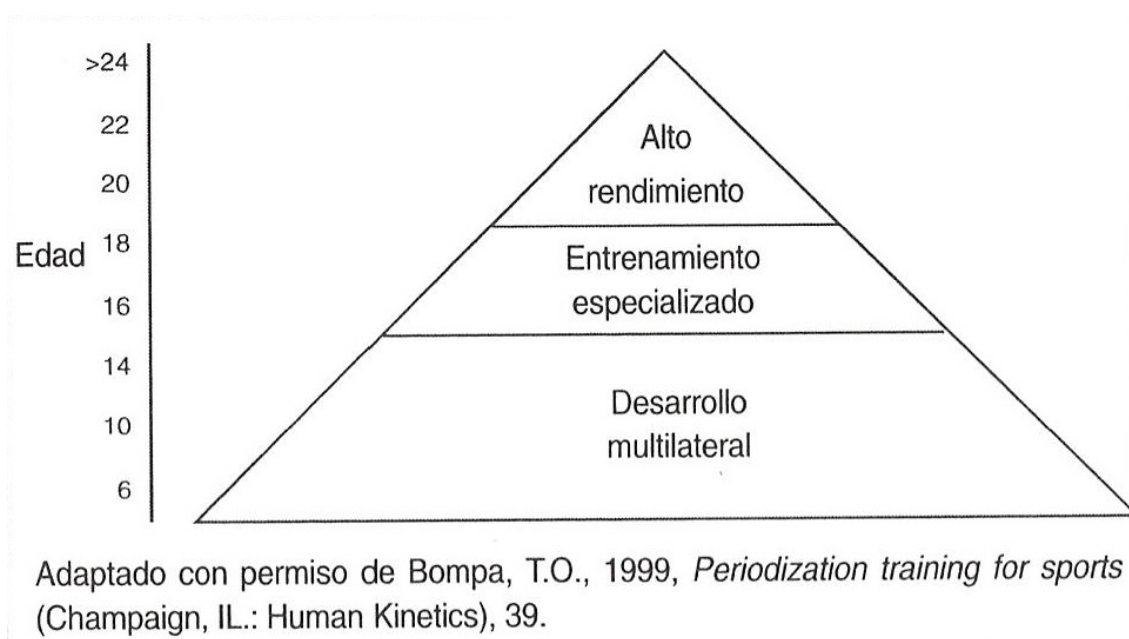 >24
22
20
18
16
14
10
6
Edad
Alto
rendimiento
Entrenamiento
especializado
Desarrollo
multilateral
Adaptado con permiso de Bompa, T.O., 1999, Periodization training for sports
(Champaign, IL.: Human Kinetics), 39.